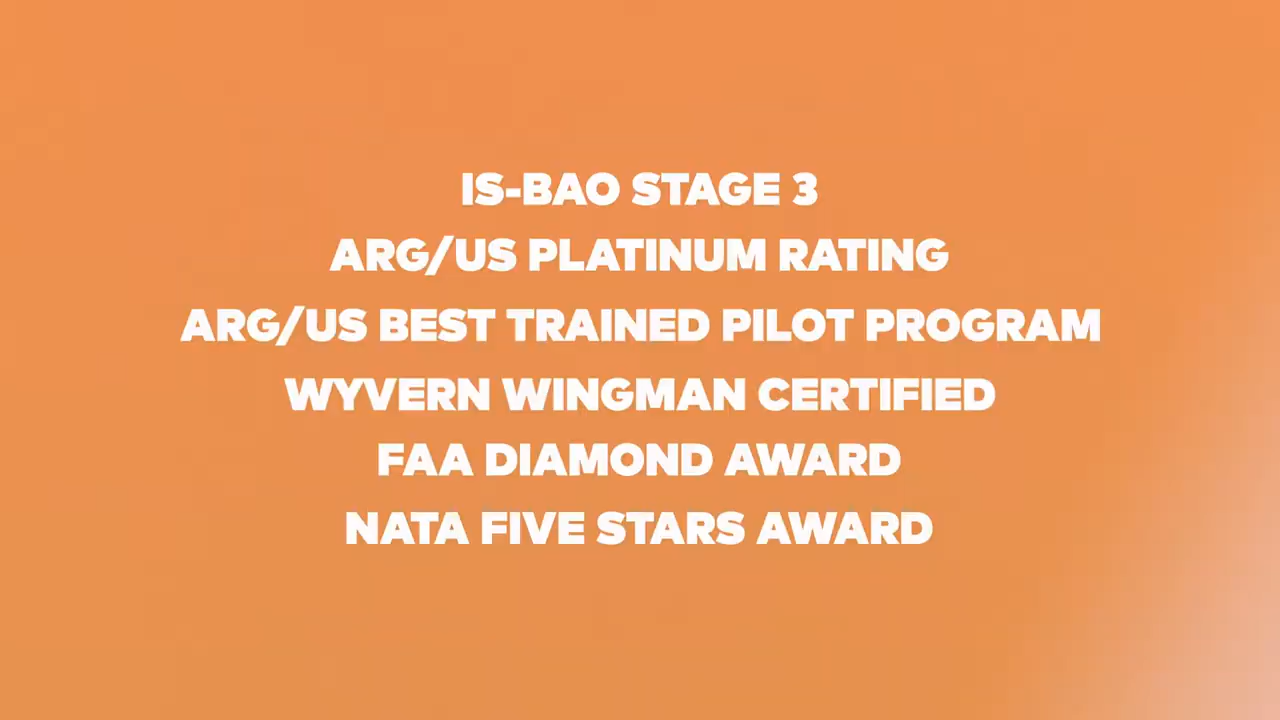 IS-BAO STAGE 3
ARG/US PLATINUM RATING
ARG/US BEST TRAINED PILOT PROGRAM
WYVERN WINGMAN CERTIFIED
FAA DIAMOND AWARD
NATA FIVE STARS AWARD